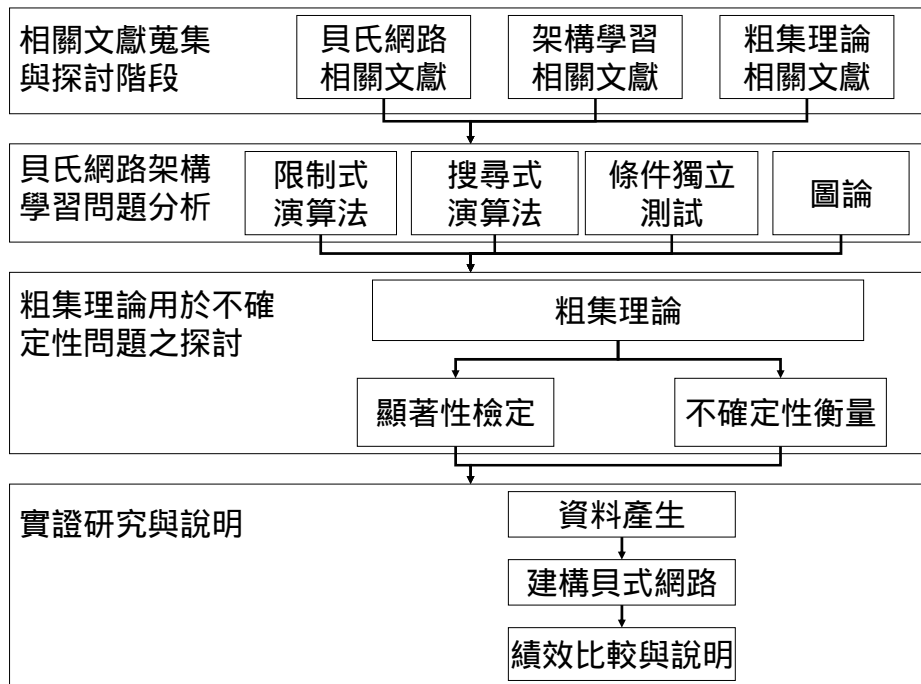 相關文獻蒐集
與探討階段
貝氏網路
相關文獻
架構學習
相關文獻
粗集理論
相關文獻
貝氏網路架構
學習問題分析
限制式
演算法
搜尋式
演算法
條件獨立
測試
圖論
粗集理論用於不確
定性問題之探討
粗集理論
顯著性檢定
不確定性衡量
實證研究與說明
資料產生
建構貝式網路
績效比較與說明